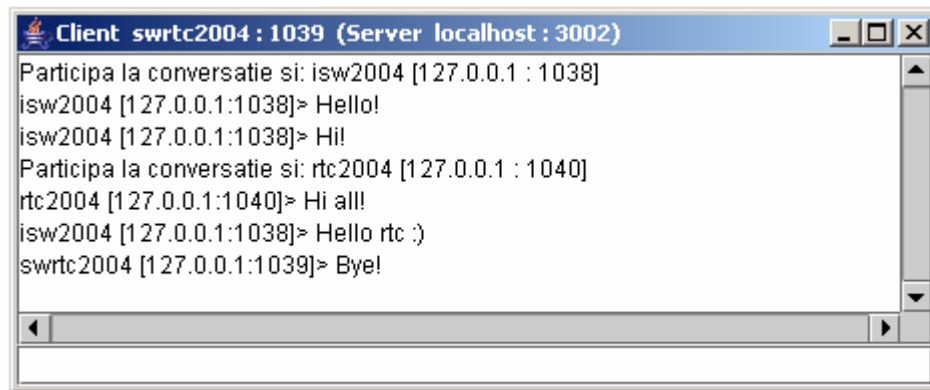 Client swrtc2004 : 1039 (Server localhost : 3002)
Participa la conversatie si: isw2004 [127.0.0.1 : 1038]
isw2004 [127.0.0.1:1038]> Hello!
isw2004 [127.0.0.1:1038]> Hi!
Participa la conversatie si: rtc2004 [127.0.0.1 : 1040]
rtc2004 [127.0.0.1:1040]> Hi all!
isw2004 [127.0.0.1:1038]> Hello rtc :)
swrtc2004 [127.0.0.1:1039]> Bye!